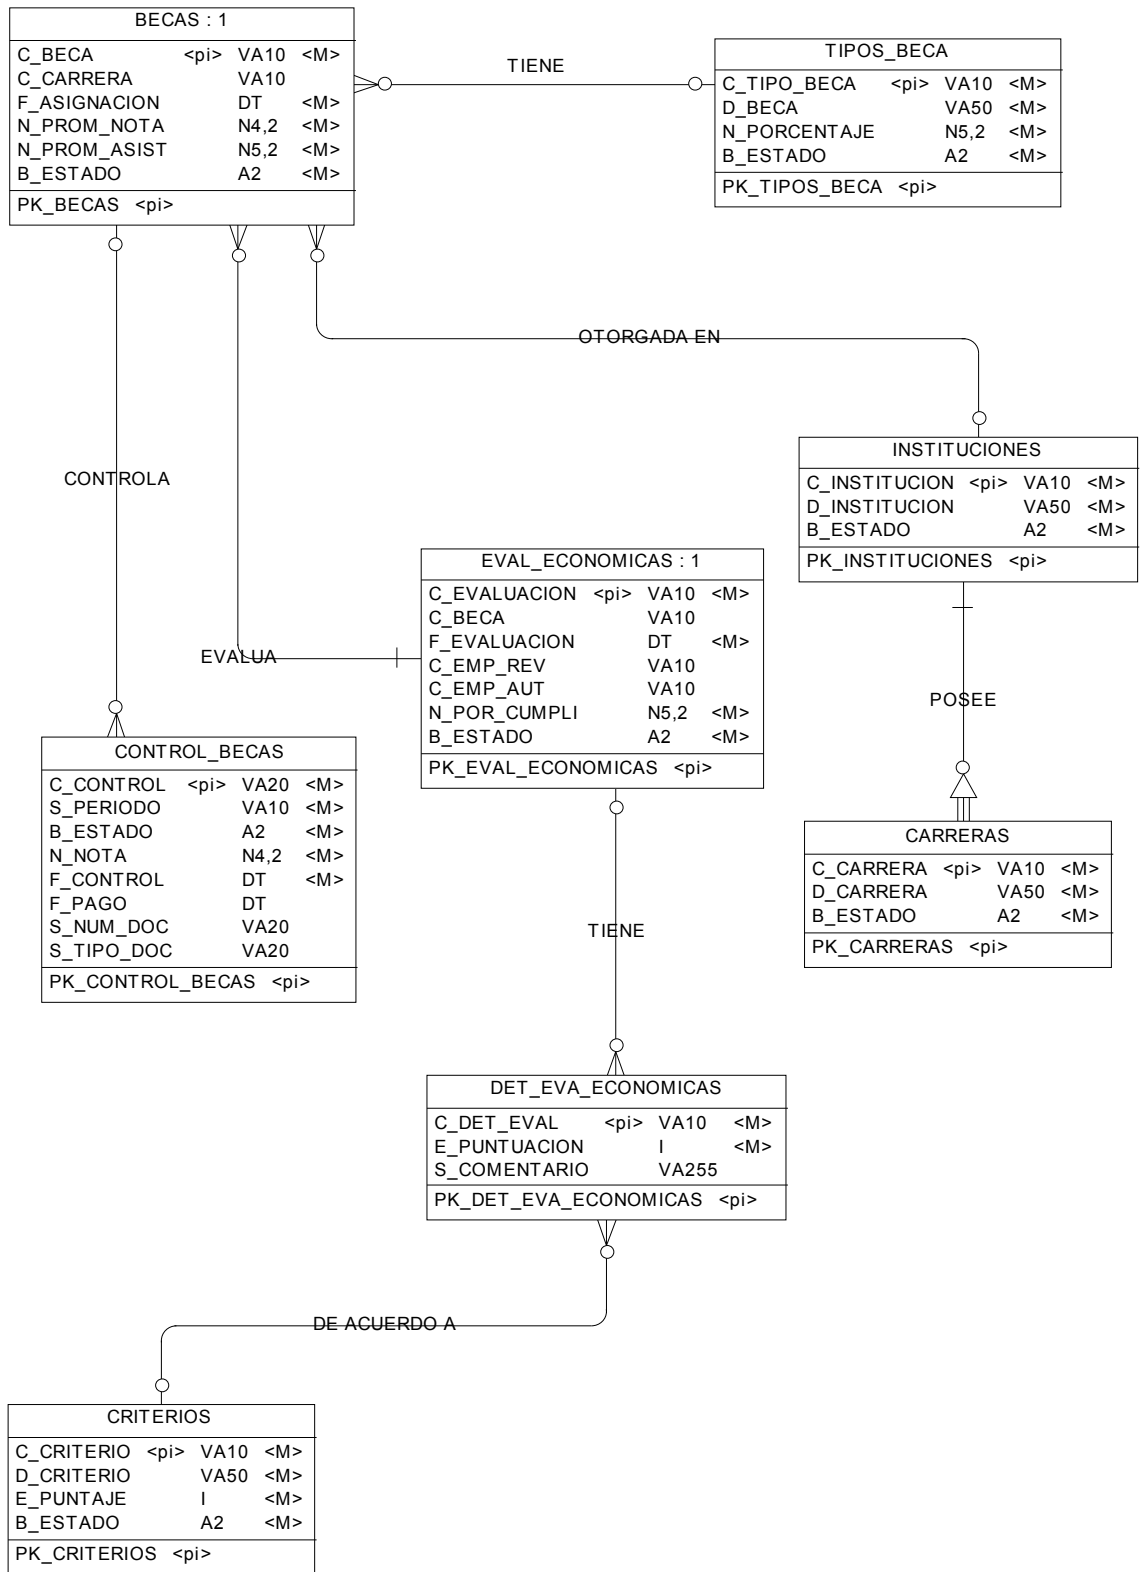 BECAS : 1
C_BECA <pi> VA10 <M>
C_CARRERA VA10
F_ASIGNACION DT <M>
N_PROM_NOTA N4,2 <M>
N_PROM_ASIST N5,2 <M>
B_ESTADO A2 <M>
PK_BECAS <pi>
TIENE
TIPOS_BECA
C_TIPO_BECA <pi> VA10 <M>
D_BECA VA50 <M>
N_PORCENTAJE N5,2 <M>
B_ESTADO A2 <M>
PK_TIPOS_BECA <pi>
OTORGADA EN
INSTITUCIONES
C_INSTITUCION <pi> VA10 <M>
D_INSTITUCION VA50 <M>
B_ESTADO A2 <M>
PK_INSTITUCIONES <pi>
CONTROLA
EVALUA
EVAL_ECONOMICAS : 1
C_EVALUACION <pi> VA10 <M>
C_BECA VA10
F_EVALUACION DT <M>
C_EMP_REV VA10
C_EMP_AUT VA10
N_POR_CUMPLI N5,2 <M>
B_ESTADO A2 <M>
PK_EVAL_ECONOMICAS <pi>
POSEE
CONTROL_BECAS
C_CONTROL <pi> VA20 <M>
S_PERIODO VA10 <M>
B_ESTADO A2 <M>
N_NOTA N4,2 <M>
F_CONTROL DT <M>
F_PAGO DT
S_NUM_DOC VA20
S_TIPO_DOC VA20
PK_CONTROL_BECAS <pi>
CARRERAS
C_CARRERA <pi> VA10 <M>
D_CARRERA VA50 <M>
B_ESTADO A2 <M>
PK_CARRERAS <pi>
TIENE
DET_EVA_ECONOMICAS
C_DET_EVAL <pi> VA10 <M>
E_PUNTUACION I <M>
S_COMENTARIO VA255
PK_DET_EVA_ECONOMICAS <pi>
DE ACUERDO A
CRITERIOS
C_CRITERIO <pi> VA10 <M>
D_CRITERIO VA50 <M>
E_PUNTAJE I <M>
B_ESTADO A2 <M>
PK_CRITERIOS <pi>